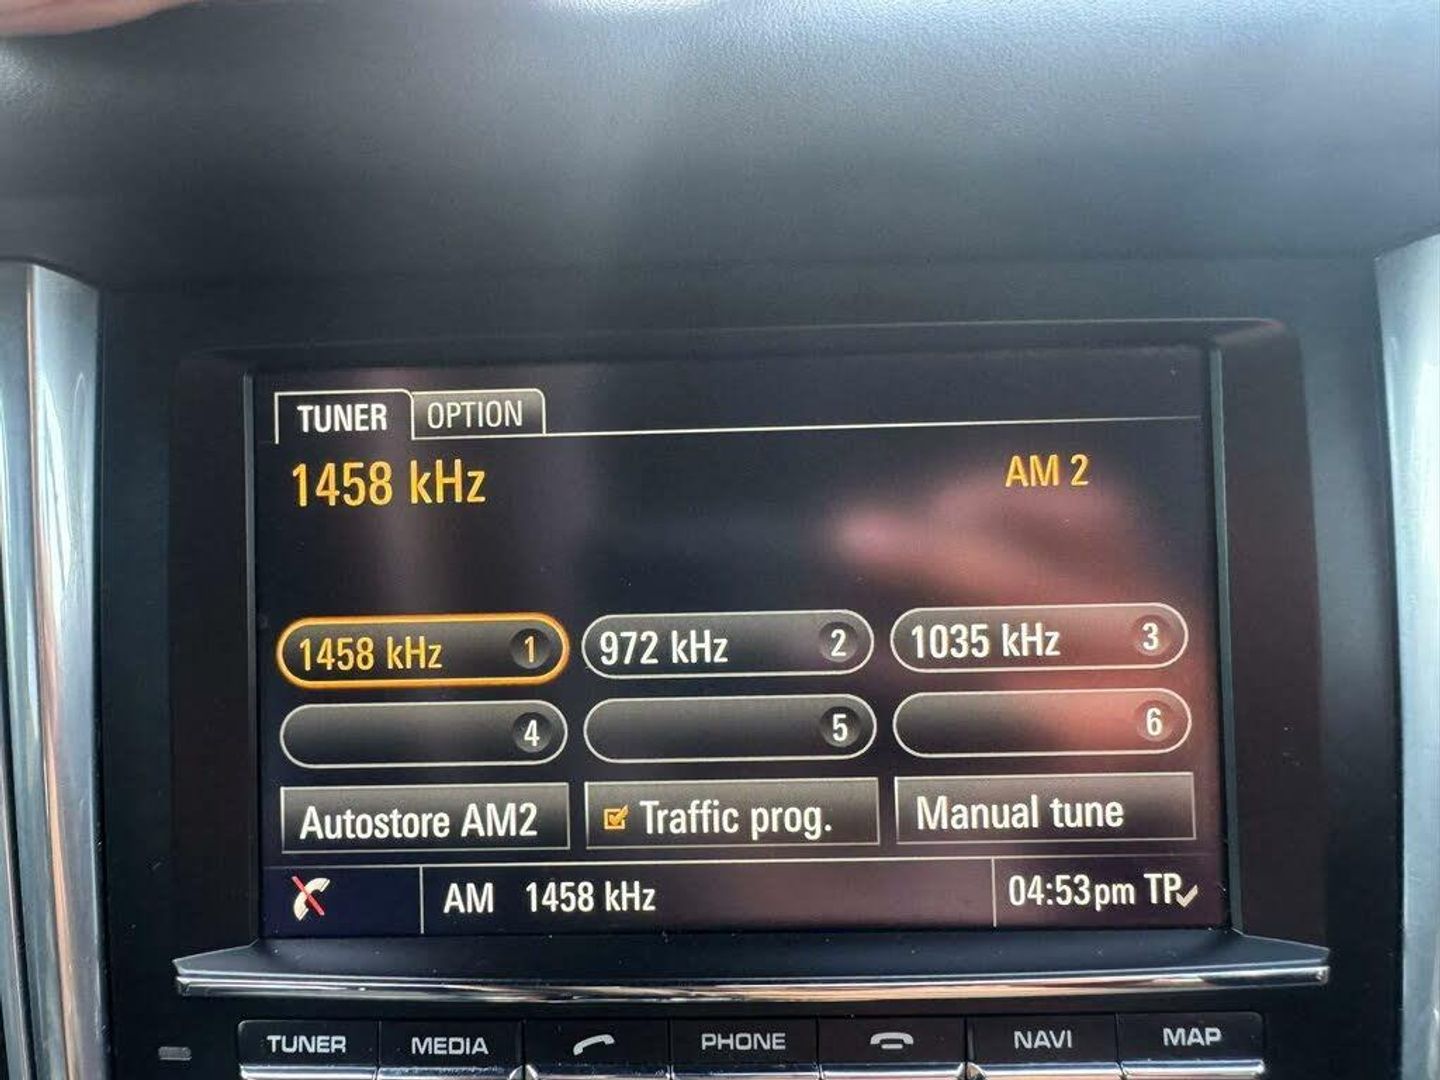 TUNER OPTION
1458 kHz AM 2
1458 kHz 1 972 kHz 2 1035 kHz 3
4 5 6
Autostore AM2 Traffic prog. Manual tune
AM 1458 kHz 04:53pm TP
TUNER MEDIA PHONE NAVI MAP